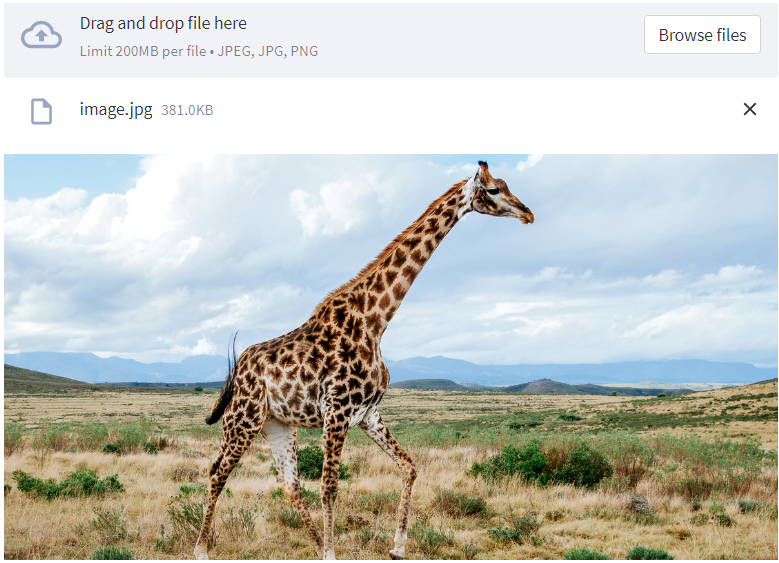 Drag and drop file here
Limit 200MB per file • JPEG, JPG, PNG
Browse files
image.jpg 381.0KB